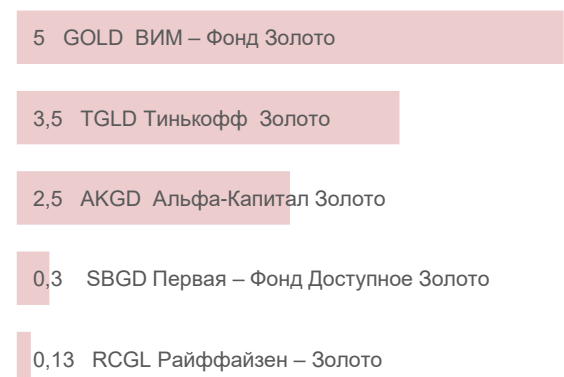 5 GOLD ВИМ – Фонд Золото
3,5 TGLD Тинькофф Золото
2,5 AKGD Альфа-Капитал Золото
0,3 SBGD Первая – Фонд Доступное Золото
0,13 RCGL Райффайзен – Золото